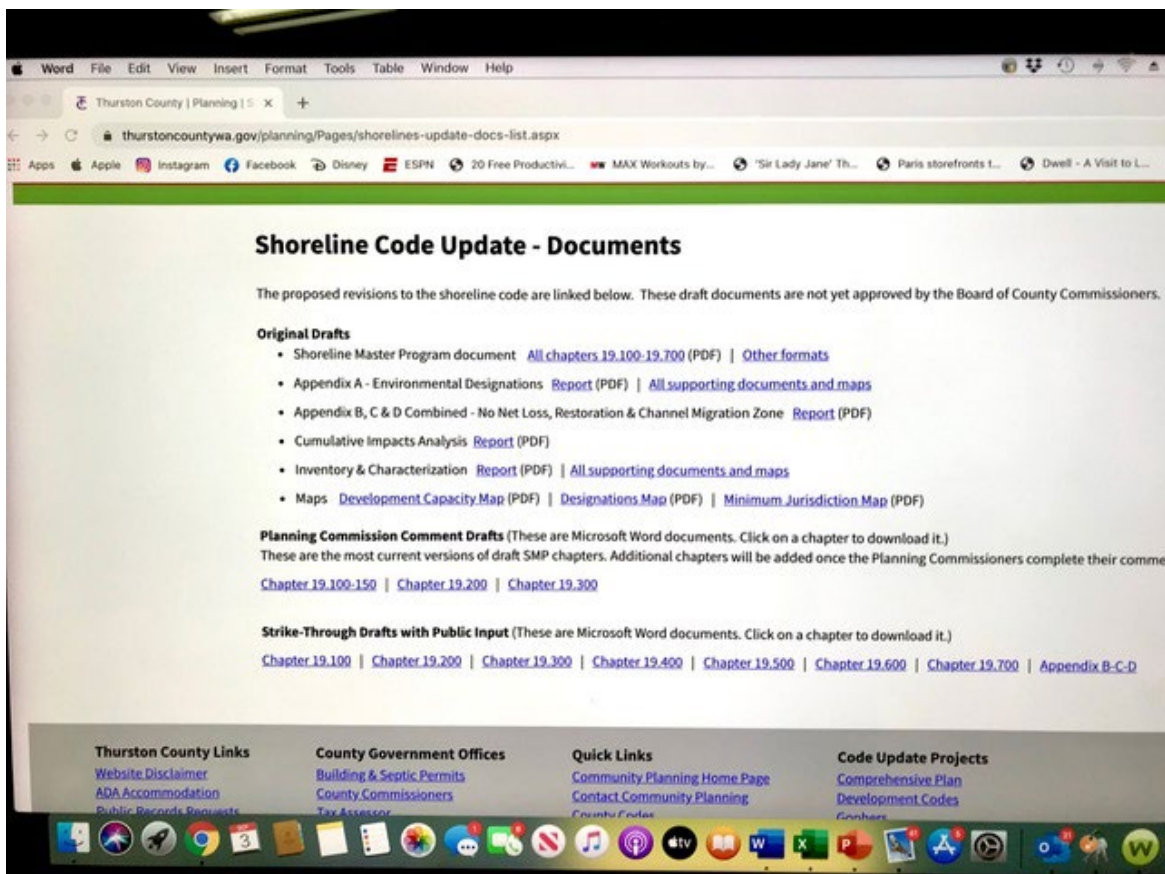 Word File Edit View Insert Format Tools Table Window Help
Thurston County | Planning | S
thurstoncountywa.gov/planning/Pages/shorelines-update-docs-list.aspx
Apps Apple Instagram Facebook Disney ESPN 20 Free Productivi... MAX Workouts by... 'Sir Lady Jane' Th... Paris storefronts t... Dwell - A Visit to L...
Shoreline Code Update - Documents
The proposed revisions to the shoreline code are linked below. These draft documents are not yet approved by the Board of County Commissioners.
Original Drafts
• Shoreline Master Program document All chapters 19.100-19.700 (PDF) | Other formats
• Appendix A - Environmental Designations Report (PDF) | All supporting documents and maps
• Appendix B, C & D Combined - No Net Loss, Restoration & Channel Migration Zone Report (PDF)
• Cumulative Impacts Analysis Report (PDF)
• Inventory & Characterization Report (PDF) | All supporting documents and maps
• Maps Development Capacity Map (PDF) | Designations Map (PDF) | Minimum Jurisdiction Map (PDF)
Planning Commission Comment Drafts (These are Microsoft Word documents. Click on a chapter to download it.)
These are the most current versions of draft SMP chapters. Additional chapters will be added once the Planning Commissioners complete their comme
Chapter 19.100-150 | Chapter 19.200 | Chapter 19.300
Strike-Through Drafts with Public Input (These are Microsoft Word documents. Click on a chapter to download it.)
Chapter 19.100 | Chapter 19.200 | Chapter 19.300 | Chapter 19.400 | Chapter 19.500 | Chapter 19.600 | Chapter 19.700 | Appendix B-C-D
Thurston County Links
Website Disclaimer
ADA Accommodation
Public Records Requests
County Government Offices
Building & Septic Permits
County Commissioners
Tax Assessor
Quick Links
Community Planning Home Page
Contact Community Planning
County Codes
Code Update Projects
Comprehensive Plan
Development Codes
Gophers
3
tv
W
X
P
W